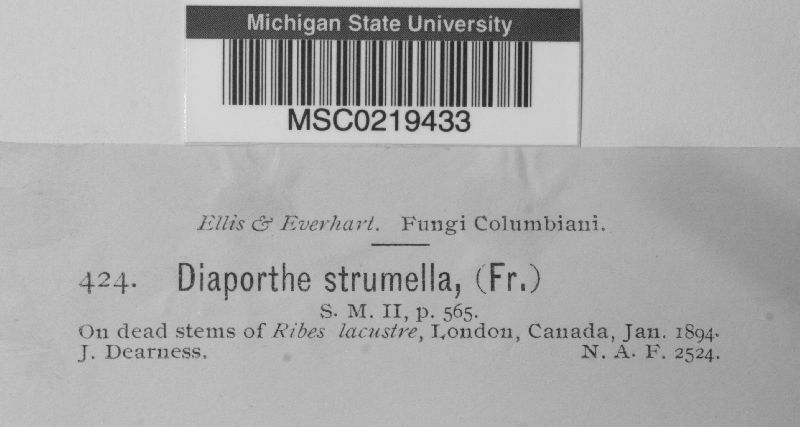 Michigan State University
MSC0219433
Ellis & Everhart. Fungi Columbiani.
424. Diaporthe strumella, (Fr.)
S. M. II, p. 565.
On dead stems of Ribes lacustre, London, Canada, Jan. 1894.
J. Dearness. N. A. F. 2524.